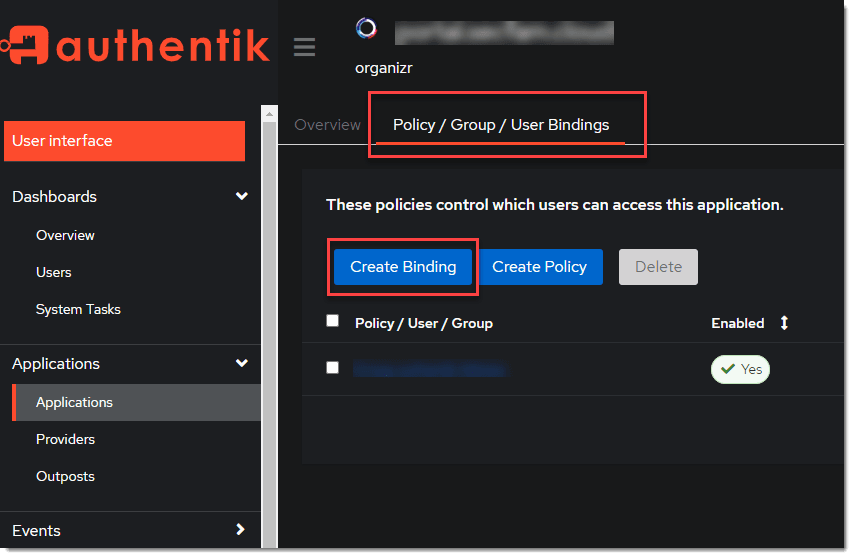 authentik
organizr
User interface
Overview
Policy / Group / User Bindings
Dashboards
Overview
Users
System Tasks
These policies control which users can access this application.
Create Binding
Create Policy
Delete
Policy / User / Group
Enabled
Yes
Applications
Applications
Providers
Outposts
Events